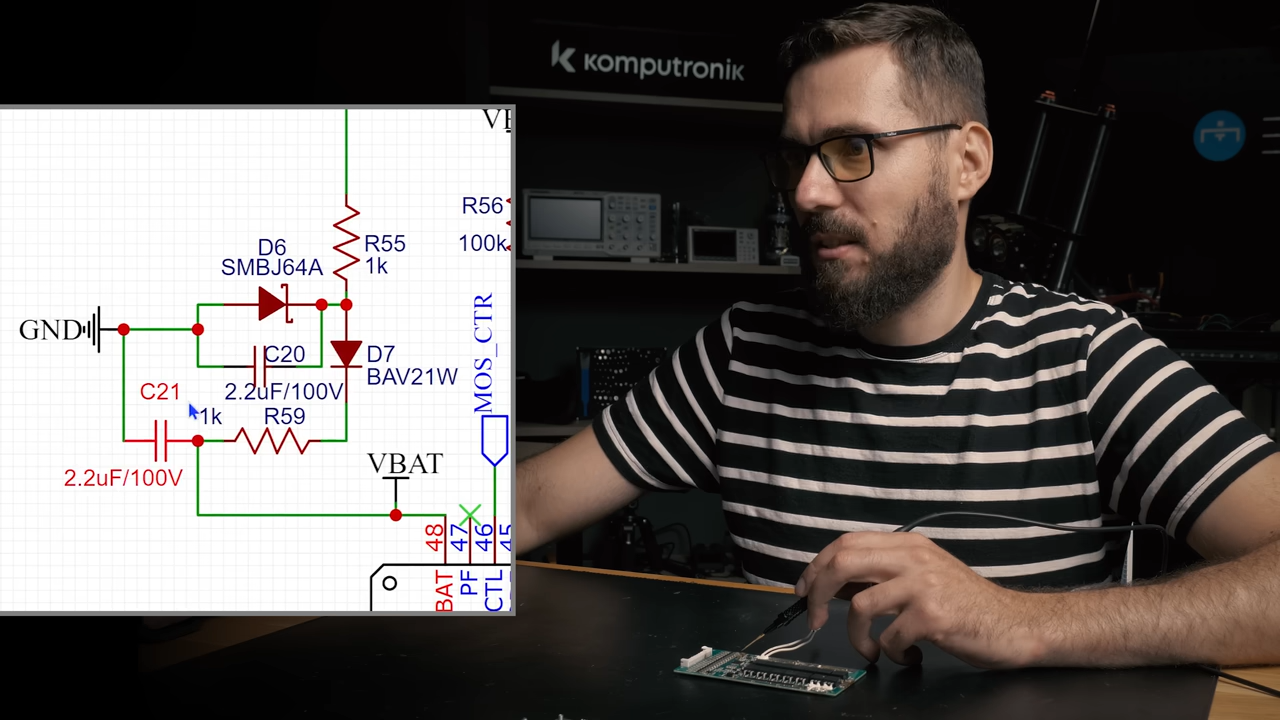 komputronik
VE
R56
100k
R55
1k
D6
SMBJ64A
GND
C20
2.2uF/100V
D7
BAV21W
MOS_CTR
C21
1k
R59
2.2uF/100V
VBAT
48
47
46
45
BAT
PF
CTL